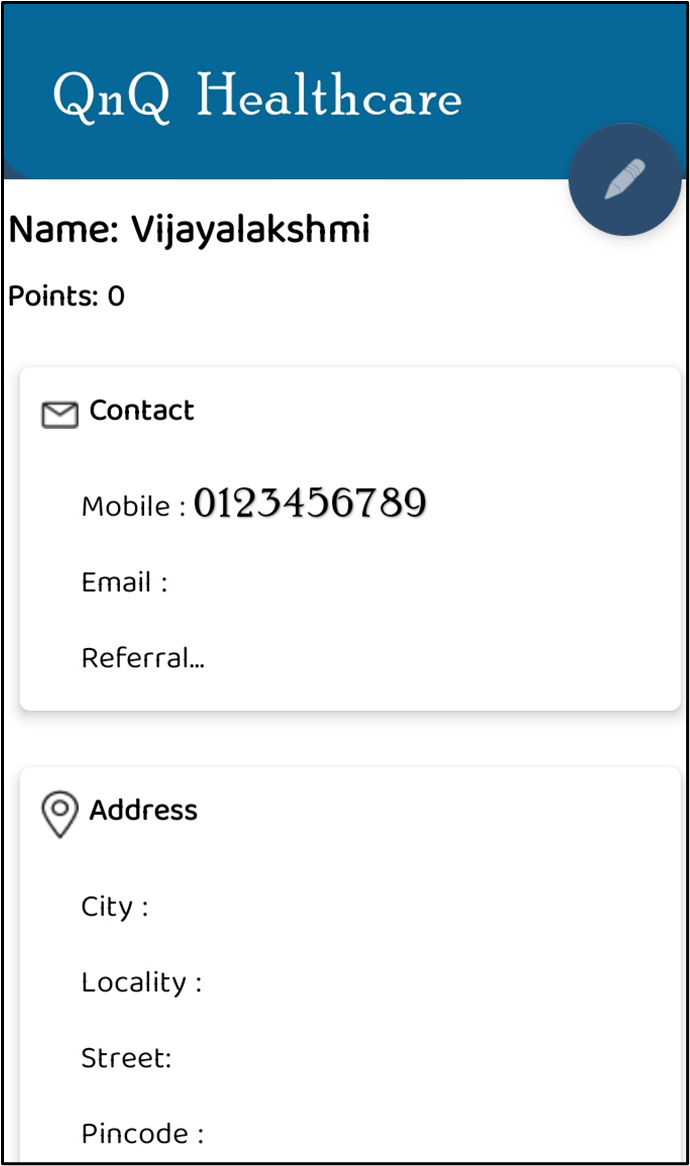 QnQ Healthcare
Name: Vijayalakshmi
Points: 0
Contact
Mobile : 0123456789
Email :
Referral...
Address
City :
Locality :
Street:
Pincode :